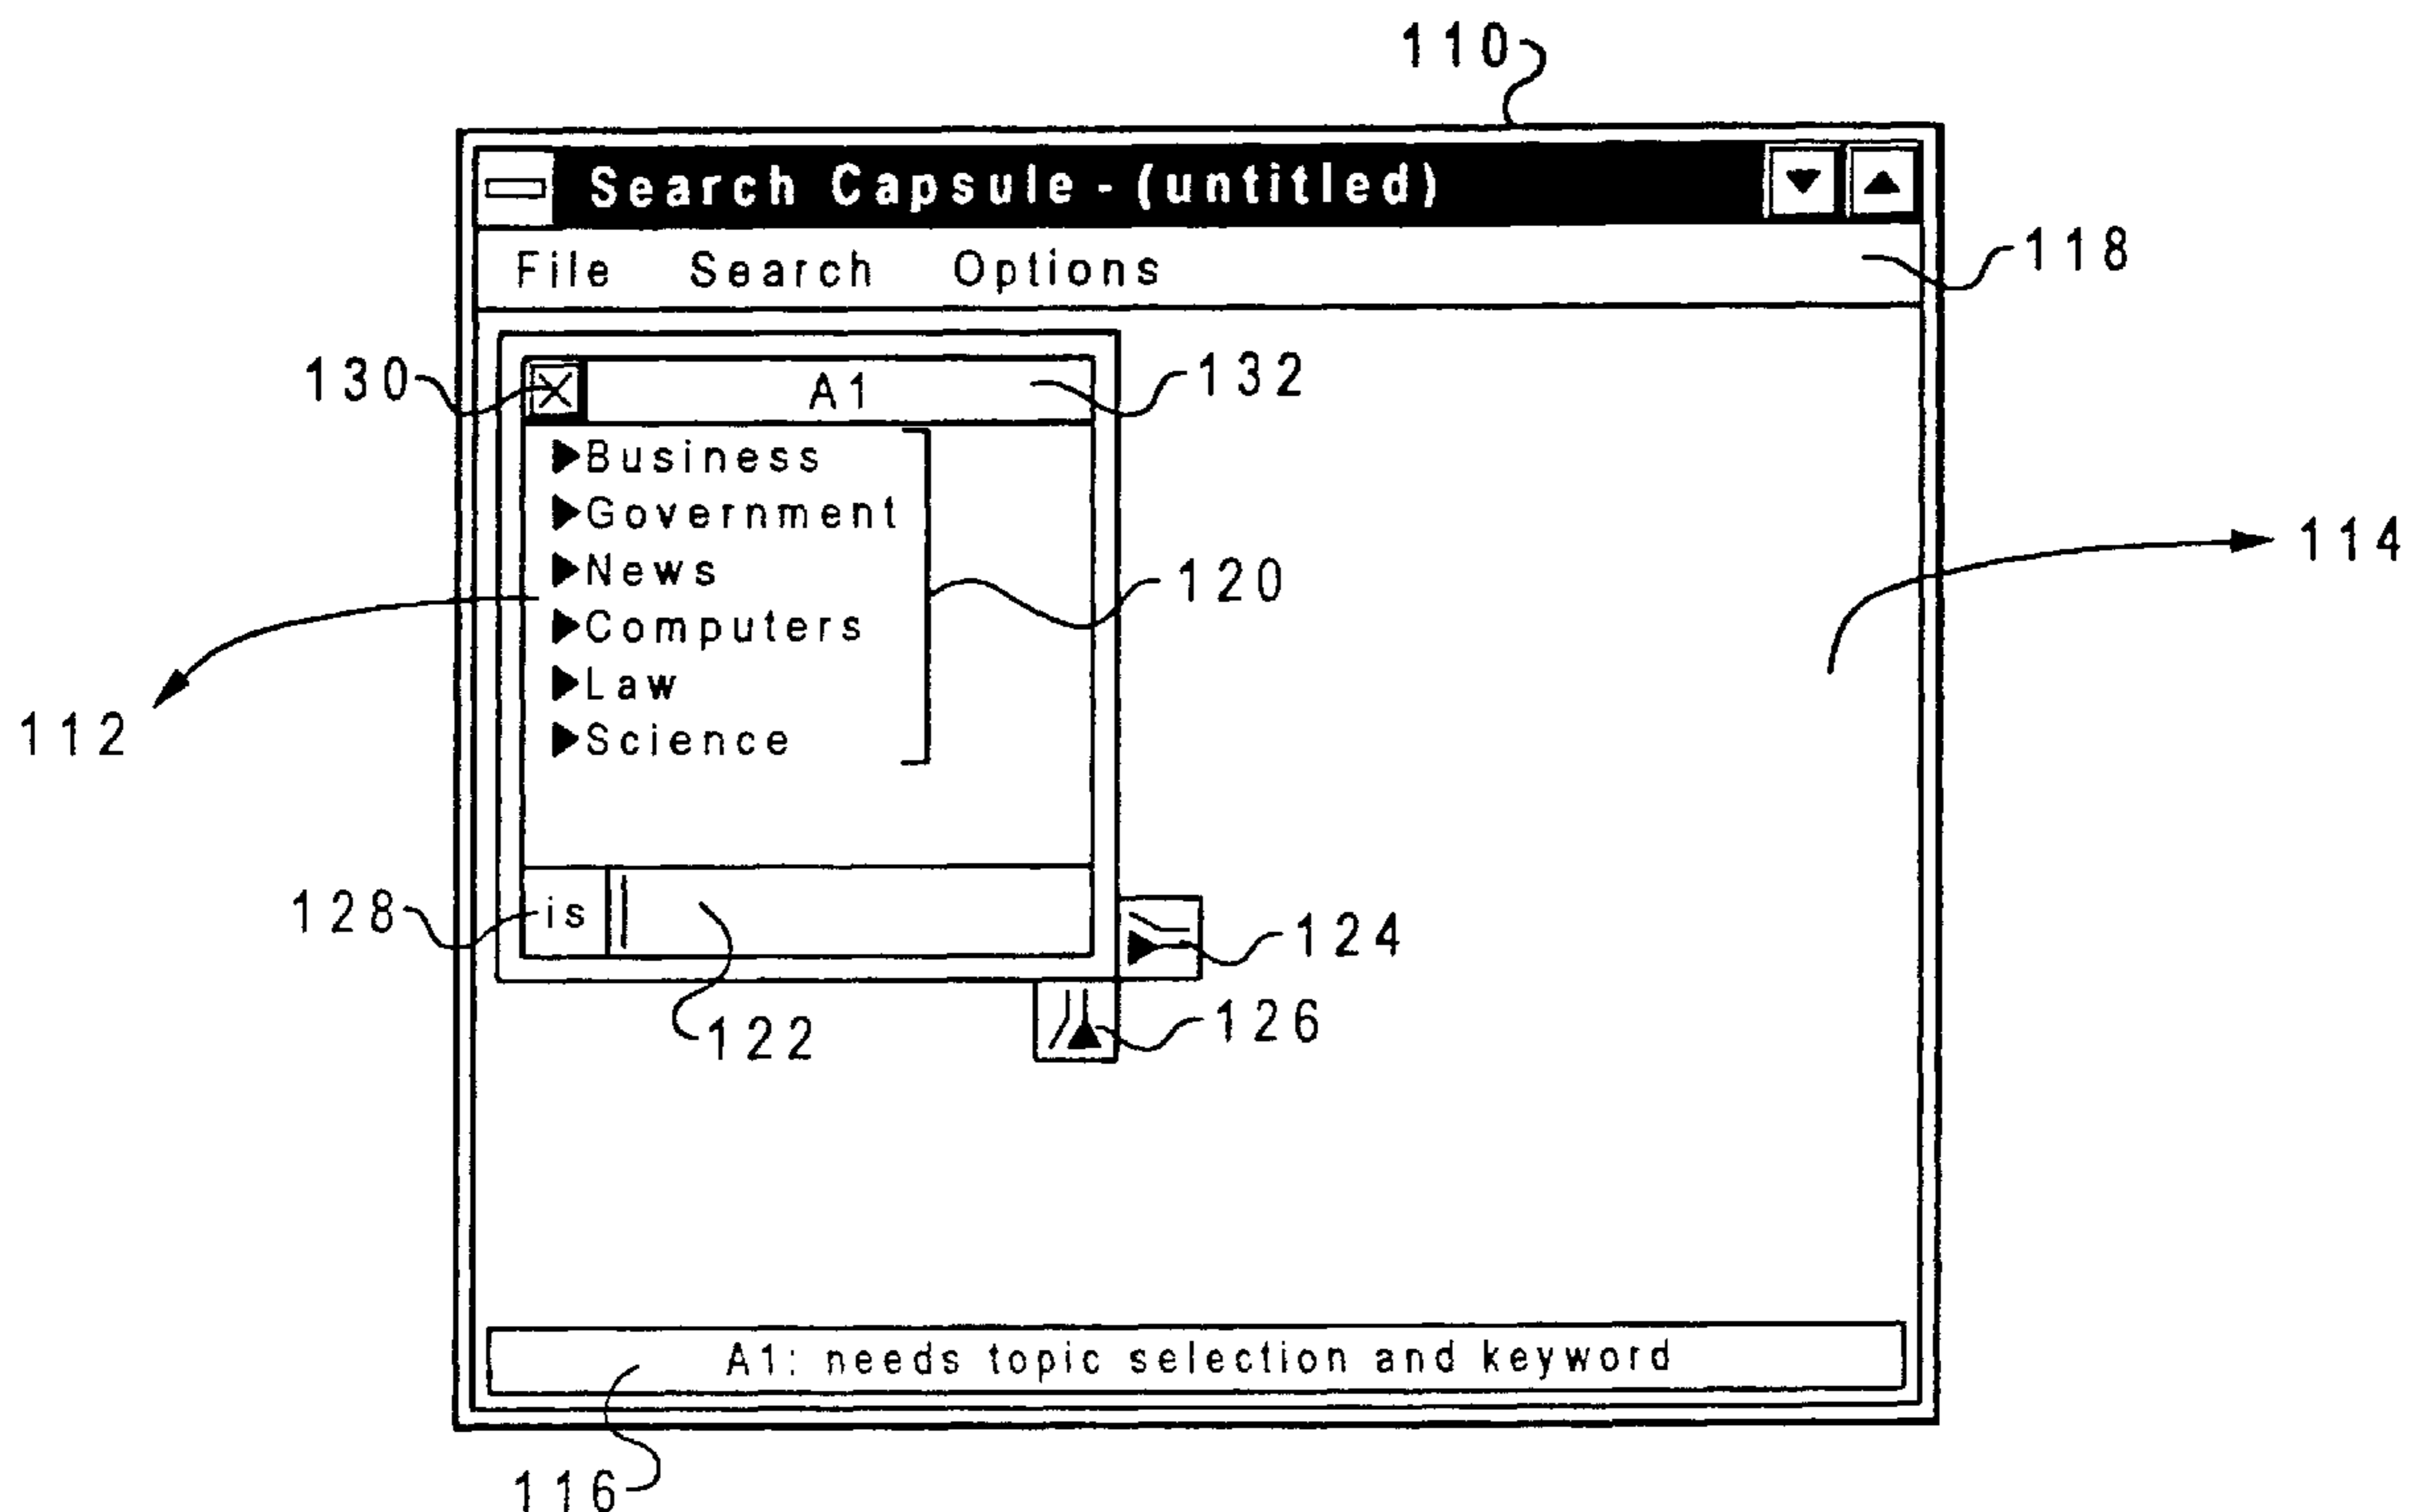 110
Search Capsule - (untitled)
File Search Options
118
130
A1
132
Business
Government
News
Computers
Law
Science
120
114
112
128
is
124
122
126
A1: needs topic selection and keyword
116